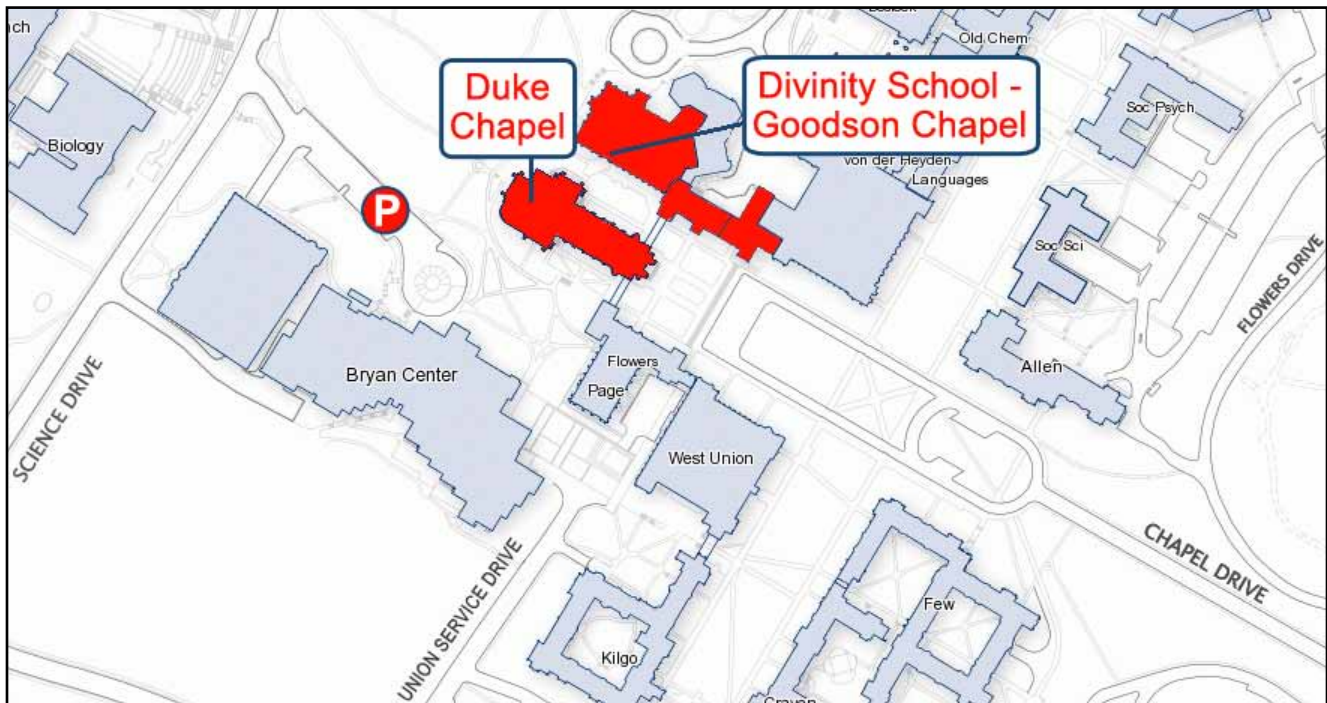 ch
Old Chem
Duke
Chapel
Divinity School -
Goodson Chapel
Soc Psych
Biology
von der Heyden
Languages
P
Soc Sci
FLOWERS DRIVE
Flowers
Allen
Bryan Center
Page
SCIENCE DRIVE
West Union
CHAPEL DRIVE
UNION SERVICE DRIVE
Few
Kilgo